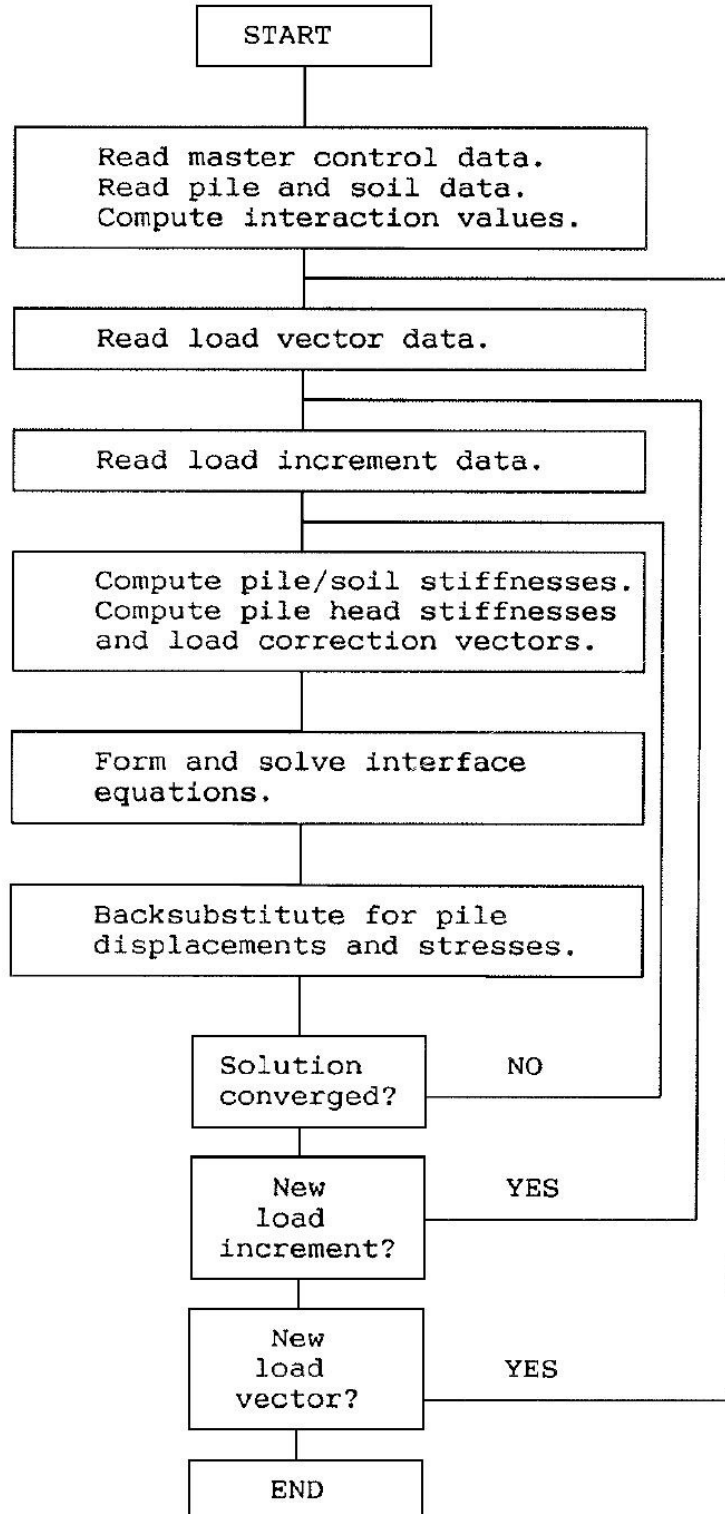 START
Read master control data.
Read pile and soil data.
Compute interaction values.
Read load vector data.
Read load increment data.
Compute pile/soil stiffnesses.
Compute pile head stiffnesses
and load correction vectors.
Form and solve interface
equations.
Backsubstitute for pile
displacements and stresses.
Solution
converged?
NO
New
load
increment?
YES
New
load
vector?
YES
END